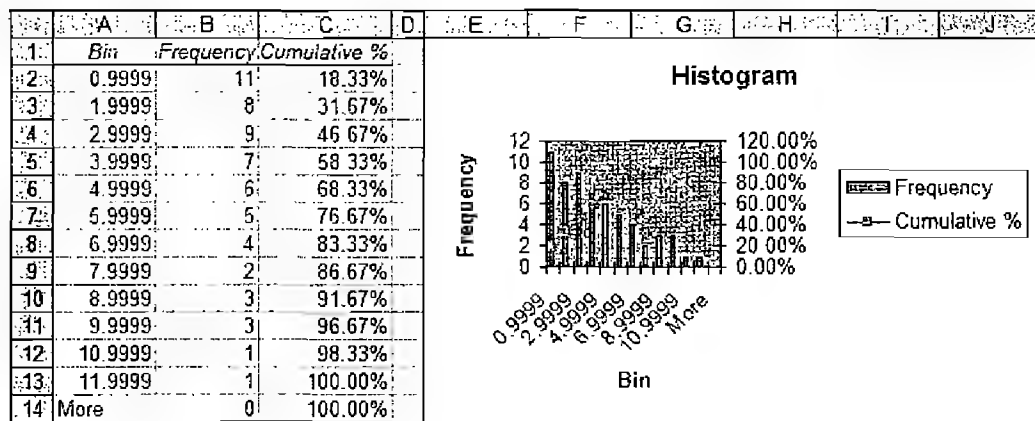 A B C D E F G H I J
1 Bin Frequency Cumulative %
2 0.9999 11 18.33%
3 1.9999 8 31.67%
4 2.9999 9 46.67%
5 3.9999 7 58.33%
6 4.9999 6 68.33%
7 5.9999 5 76.67%
8 6.9999 4 83.33%
9 7.9999 2 86.67%
10 8.9999 3 91.67%
11 9.9999 3 96.67%
12 10.9999 1 98.33%
13 11.9999 1 100.00%
14 More 0 100.00%
Histogram
Frequency
12
10
8
6
4
2
0
120.00%
100.00%
80.00%
60.00%
40.00%
20.00%
0.00%
0.9999
2.9999
4.9999
6.9999
8.9999
10.9999
More
Bin
Frequency
Cumulative %